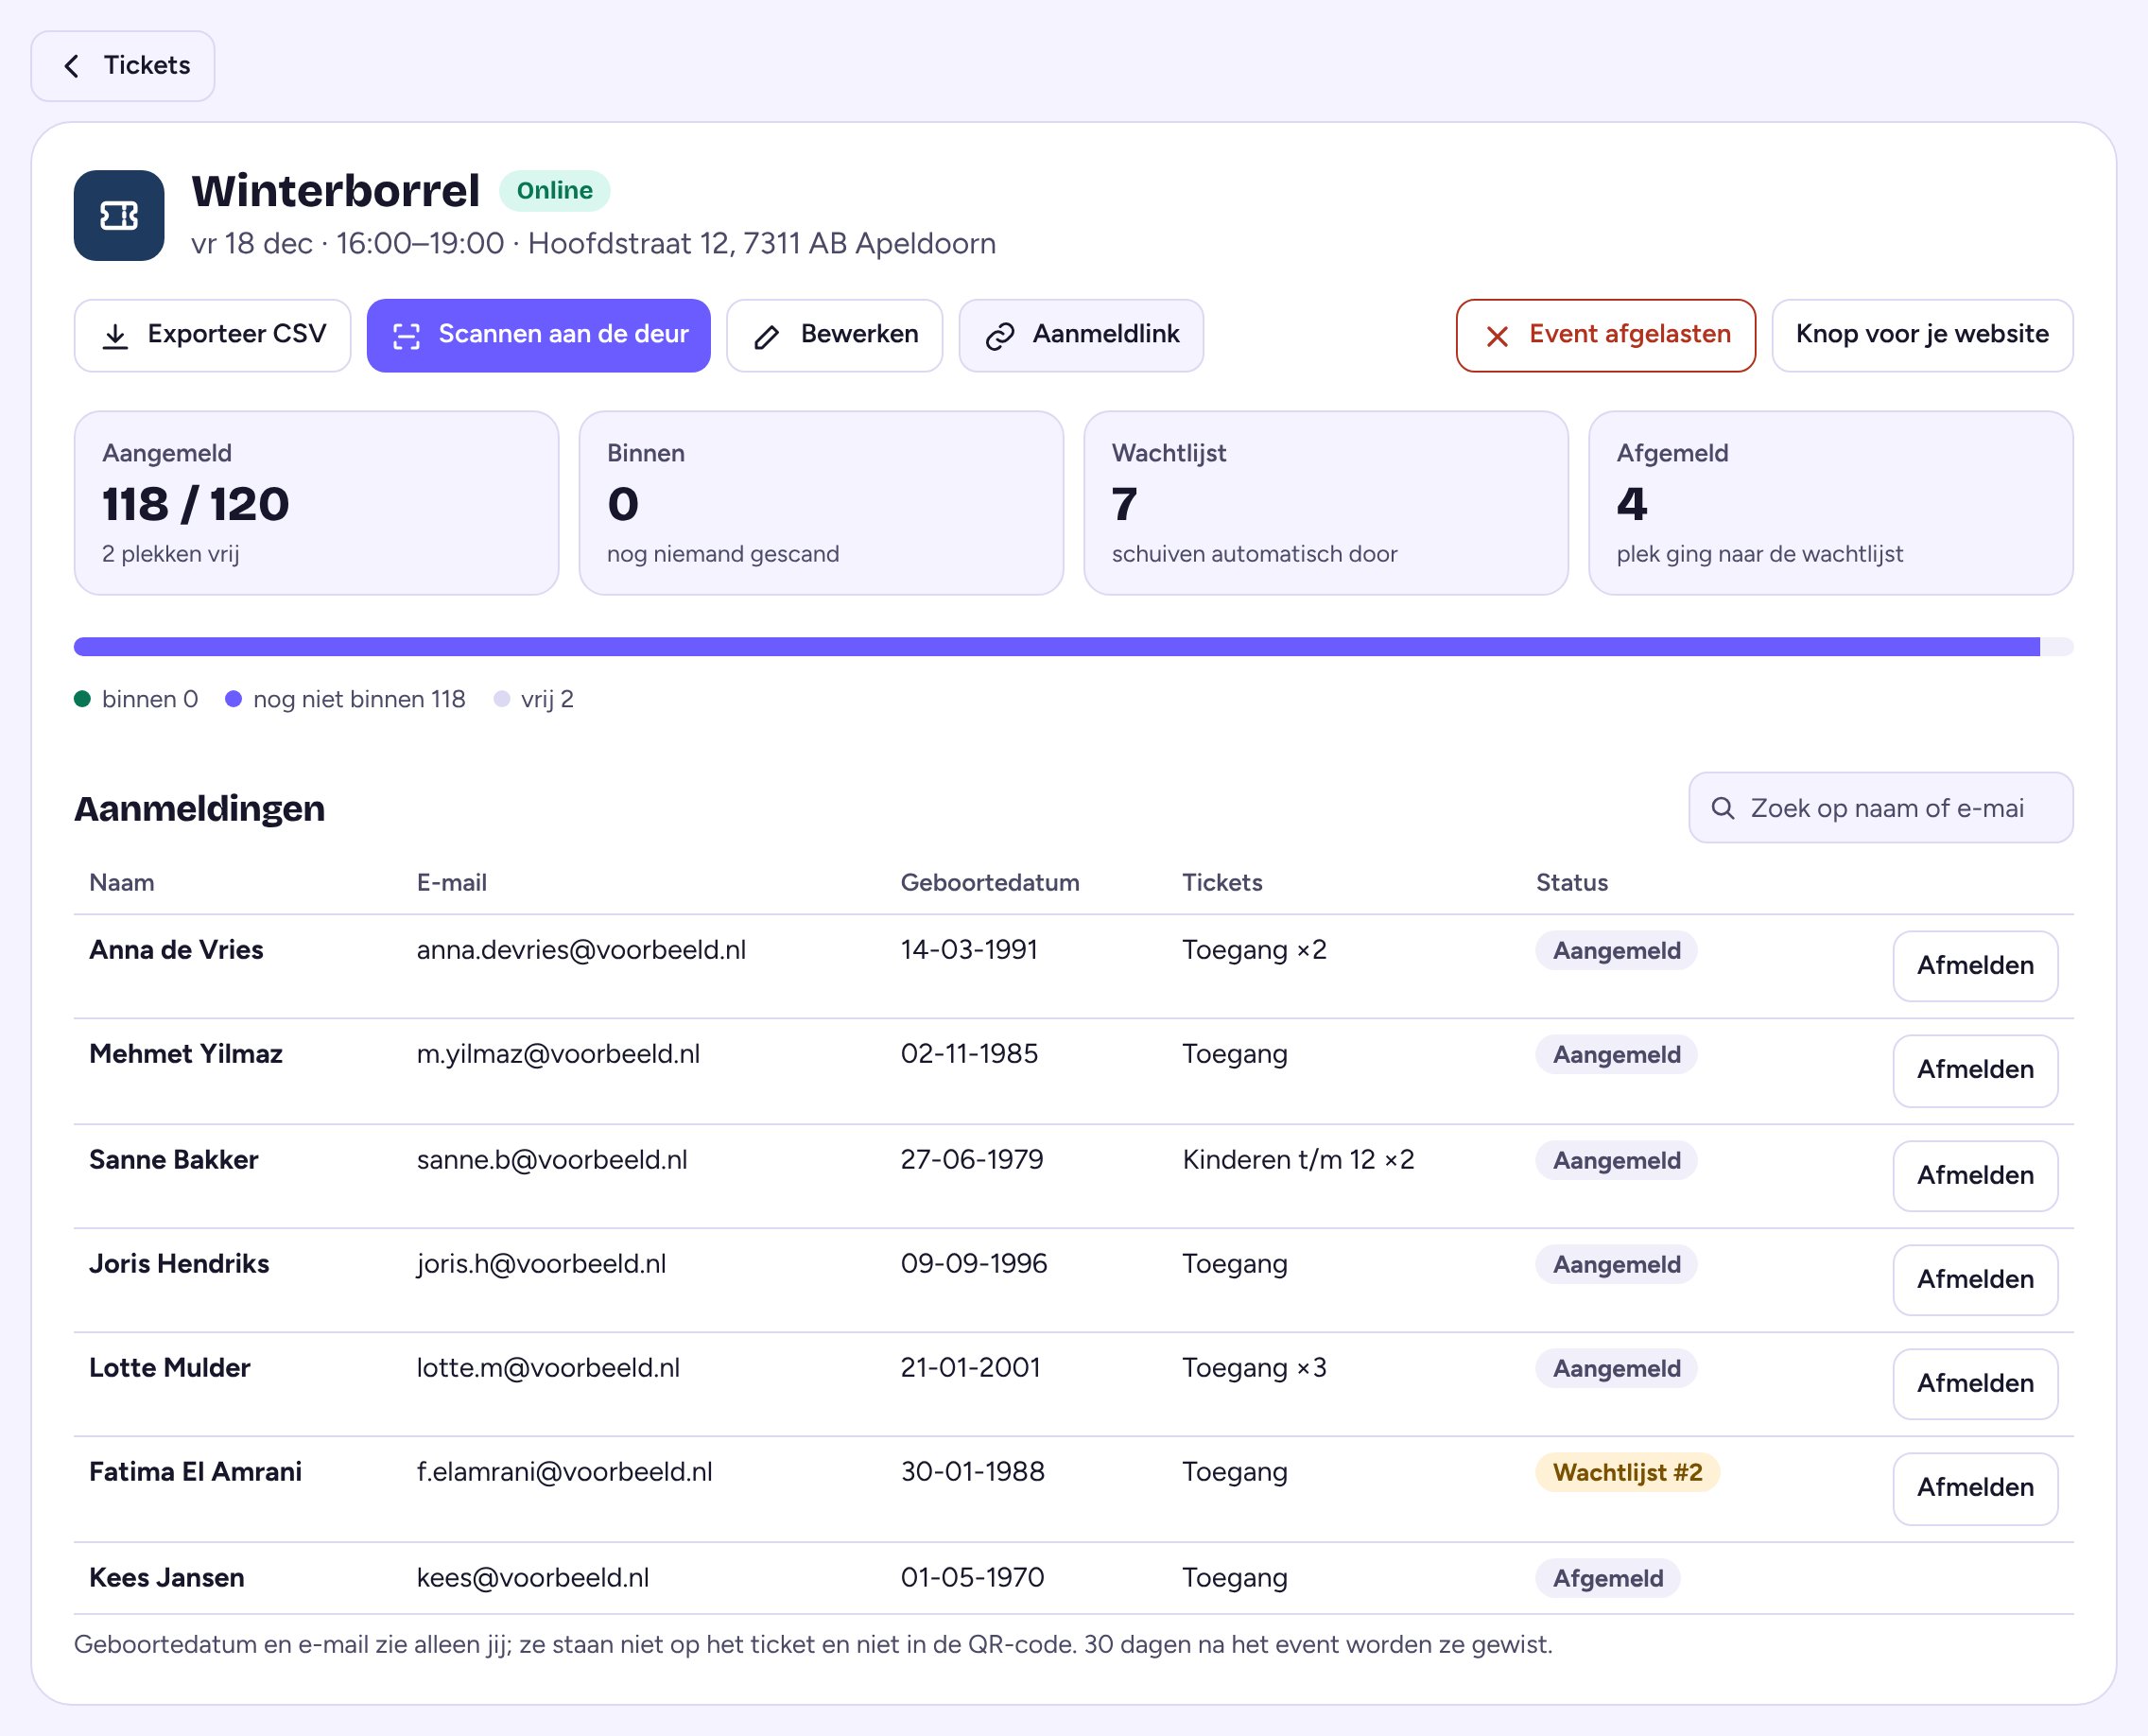 Tickets
Winterborrel Online
vr 18 dec · 16:00–19:00 · Hoofdstraat 12, 7311 AB Apeldoorn
Exporteer CSV Scannen aan de deur Bewerken Aanmeldlink Event afgelasten Knop voor je website
Aangemeld Binnen Wachtlijst Afgemeld
118 / 120 0 7 4
2 plekken vrij nog niemand gescand schuiven automatisch door plek ging naar de wachtlijst
binnen 0 nog niet binnen 118 vrij 2
Aanmeldingen Zoek op naam of e-mai
Naam E-mail Geboortedatum Tickets Status
Anna de Vries anna.devries@voorbeeld.nl 14-03-1991 Toegang ×2 Aangemeld Afmelden
Mehmet Yilmaz m.yilmaz@voorbeeld.nl 02-11-1985 Toegang Aangemeld Afmelden
Sanne Bakker sanne.b@voorbeeld.nl 27-06-1979 Kinderen t/m 12 ×2 Aangemeld Afmelden
Joris Hendriks joris.h@voorbeeld.nl 09-09-1996 Toegang Aangemeld Afmelden
Lotte Mulder lotte.m@voorbeeld.nl 21-01-2001 Toegang ×3 Aangemeld Afmelden
Fatima El Amrani f.elamrani@voorbeeld.nl 30-01-1988 Toegang Wachtlijst #2 Afmelden
Kees Jansen kees@voorbeeld.nl 01-05-1970 Toegang Afgemeld
Geboortedatum en e-mail zie alleen jij; ze staan niet op het ticket en niet in de QR-code. 30 dagen na het event worden ze gewist.